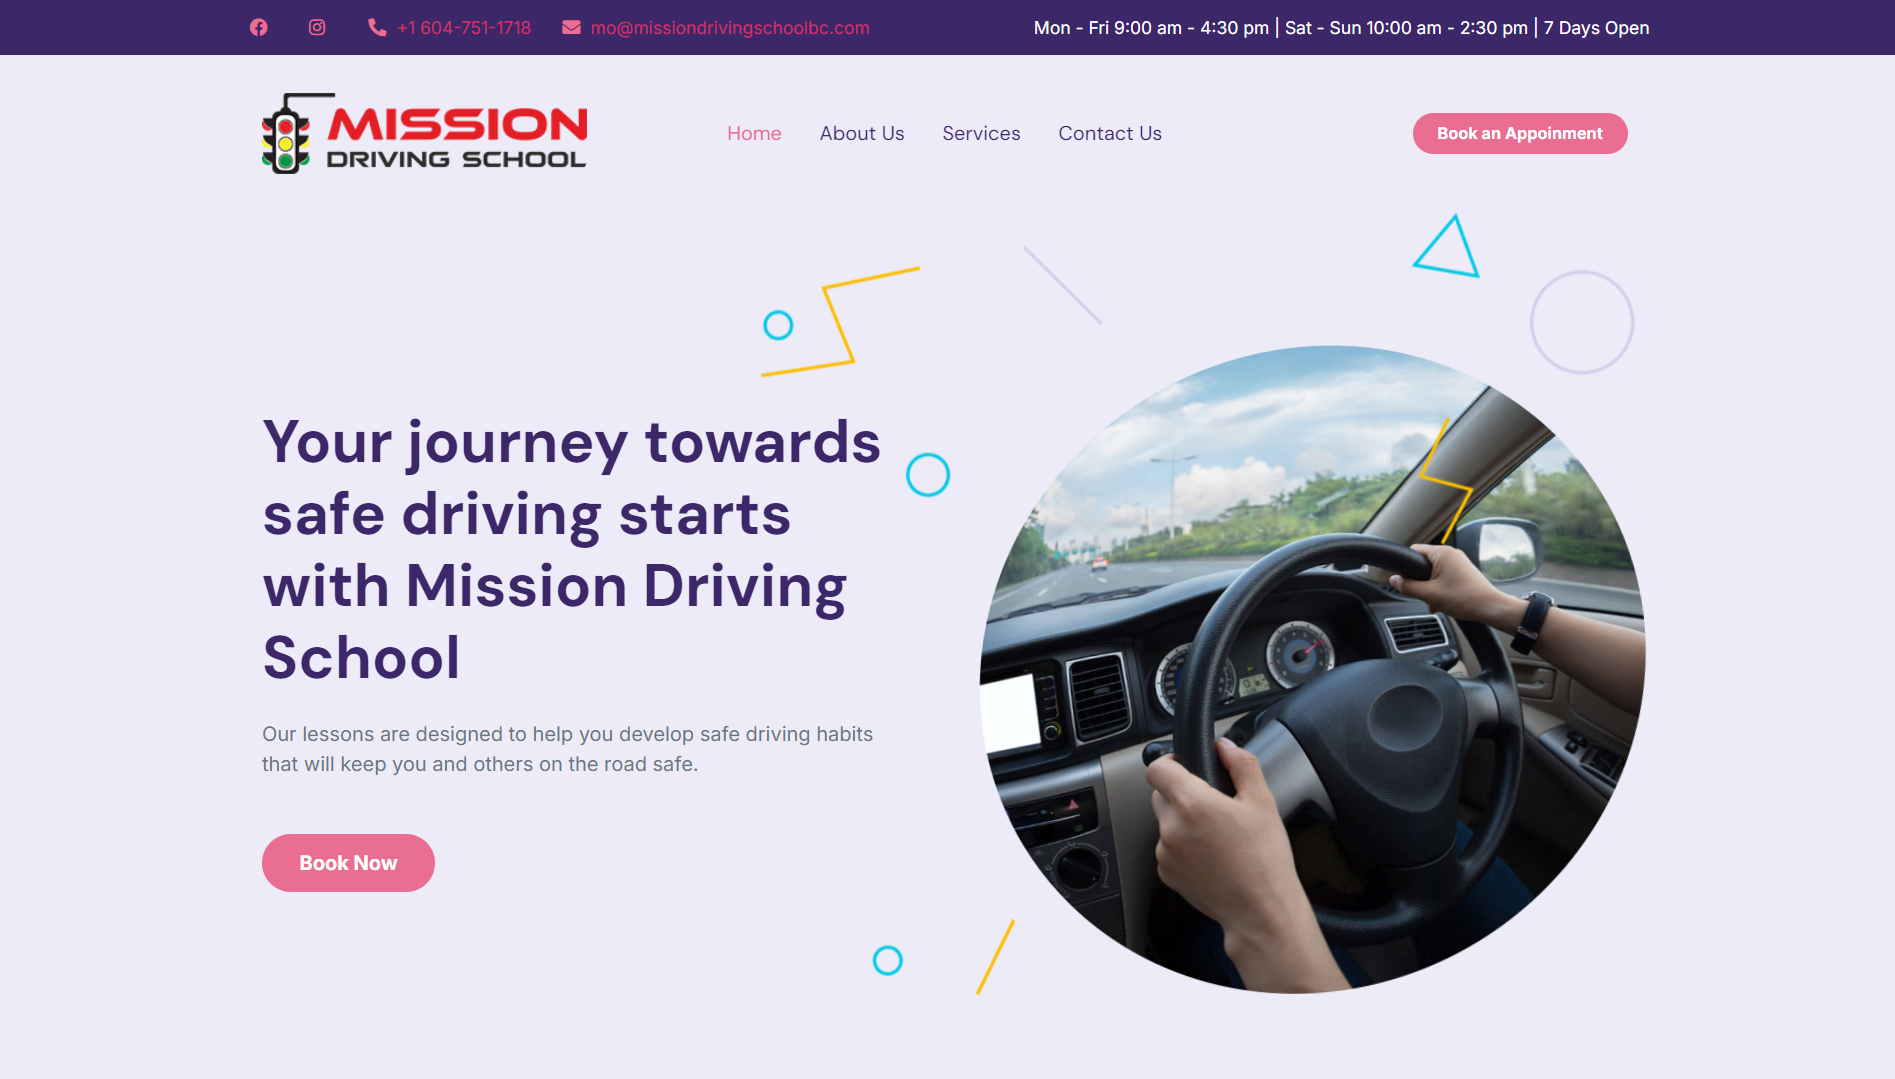 +1 604-751-1718
mo@missiondrivingschoolbc.com
Mon - Fri 9:00 am - 4:30 pm | Sat - Sun 10:00 am - 2:30 pm | 7 Days Open
MISSION
DRIVING SCHOOL
Home
About Us
Services
Contact Us
Book an Appoinment
Your journey towards
safe driving starts
with Mission Driving
School
Our lessons are designed to help you develop safe driving habits
that will keep you and others on the road safe.
Book Now